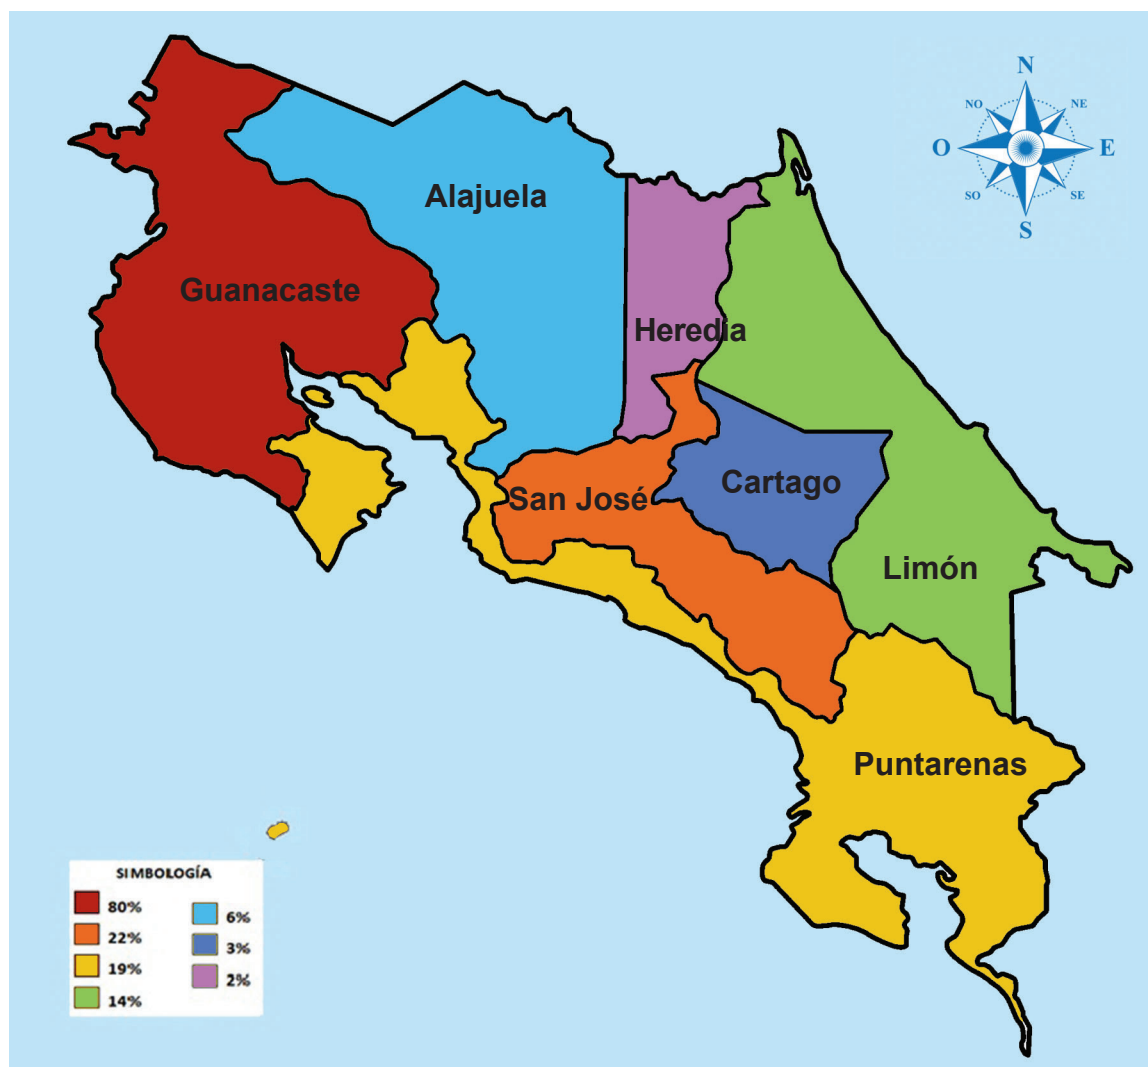 N
NO
NE
O
E
SO
SE
S
Alajuela
Guanacaste
Heredia
Cartago
San José
Limón
Puntarenas
SIMBOLOGÍA
80%
22%
19%
14%
6%
3%
2%